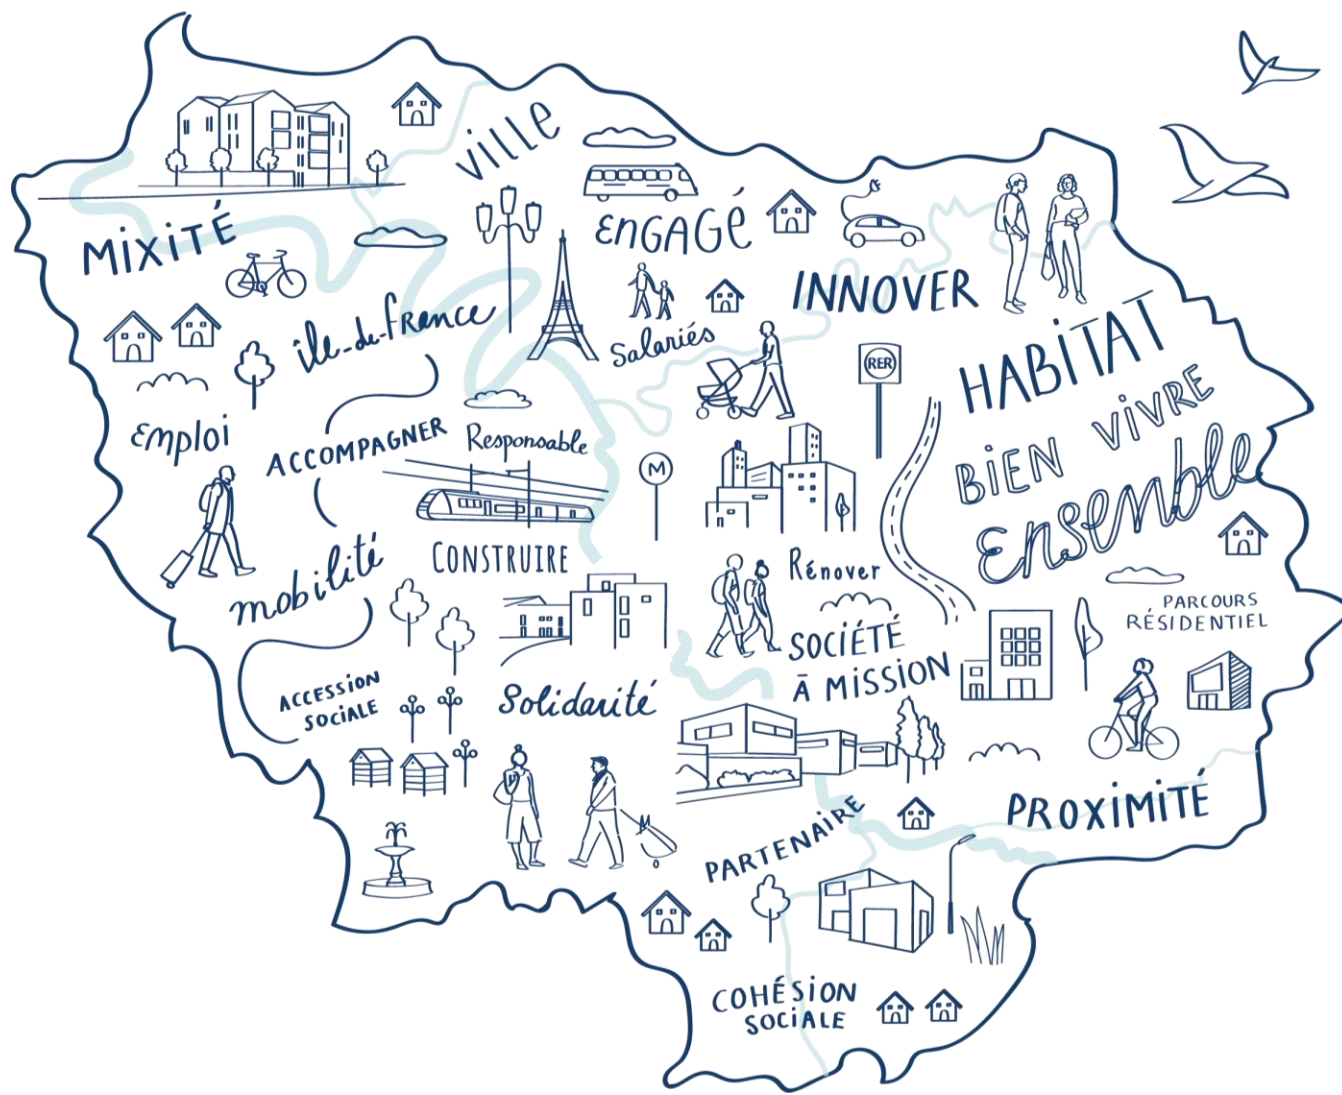 VILLE
MIXITÉ
ENGAGÉ
INNOVER
île-de-france
Salariés
HABITAT
RER
EMPLOI
ACCOMPAGNER
Responsable
BIEN VIVRE
Ensemble
M
mobilité
CONSTRUIRE
Rénover
PARCOURS
RÉSIDENTIEL
SOCIÉTÉ
À MISSION
ACCESSION
SOCIALE
Solidarité
PROXIMITÉ
PARTENAIRE
COHÉSION
SOCIALE